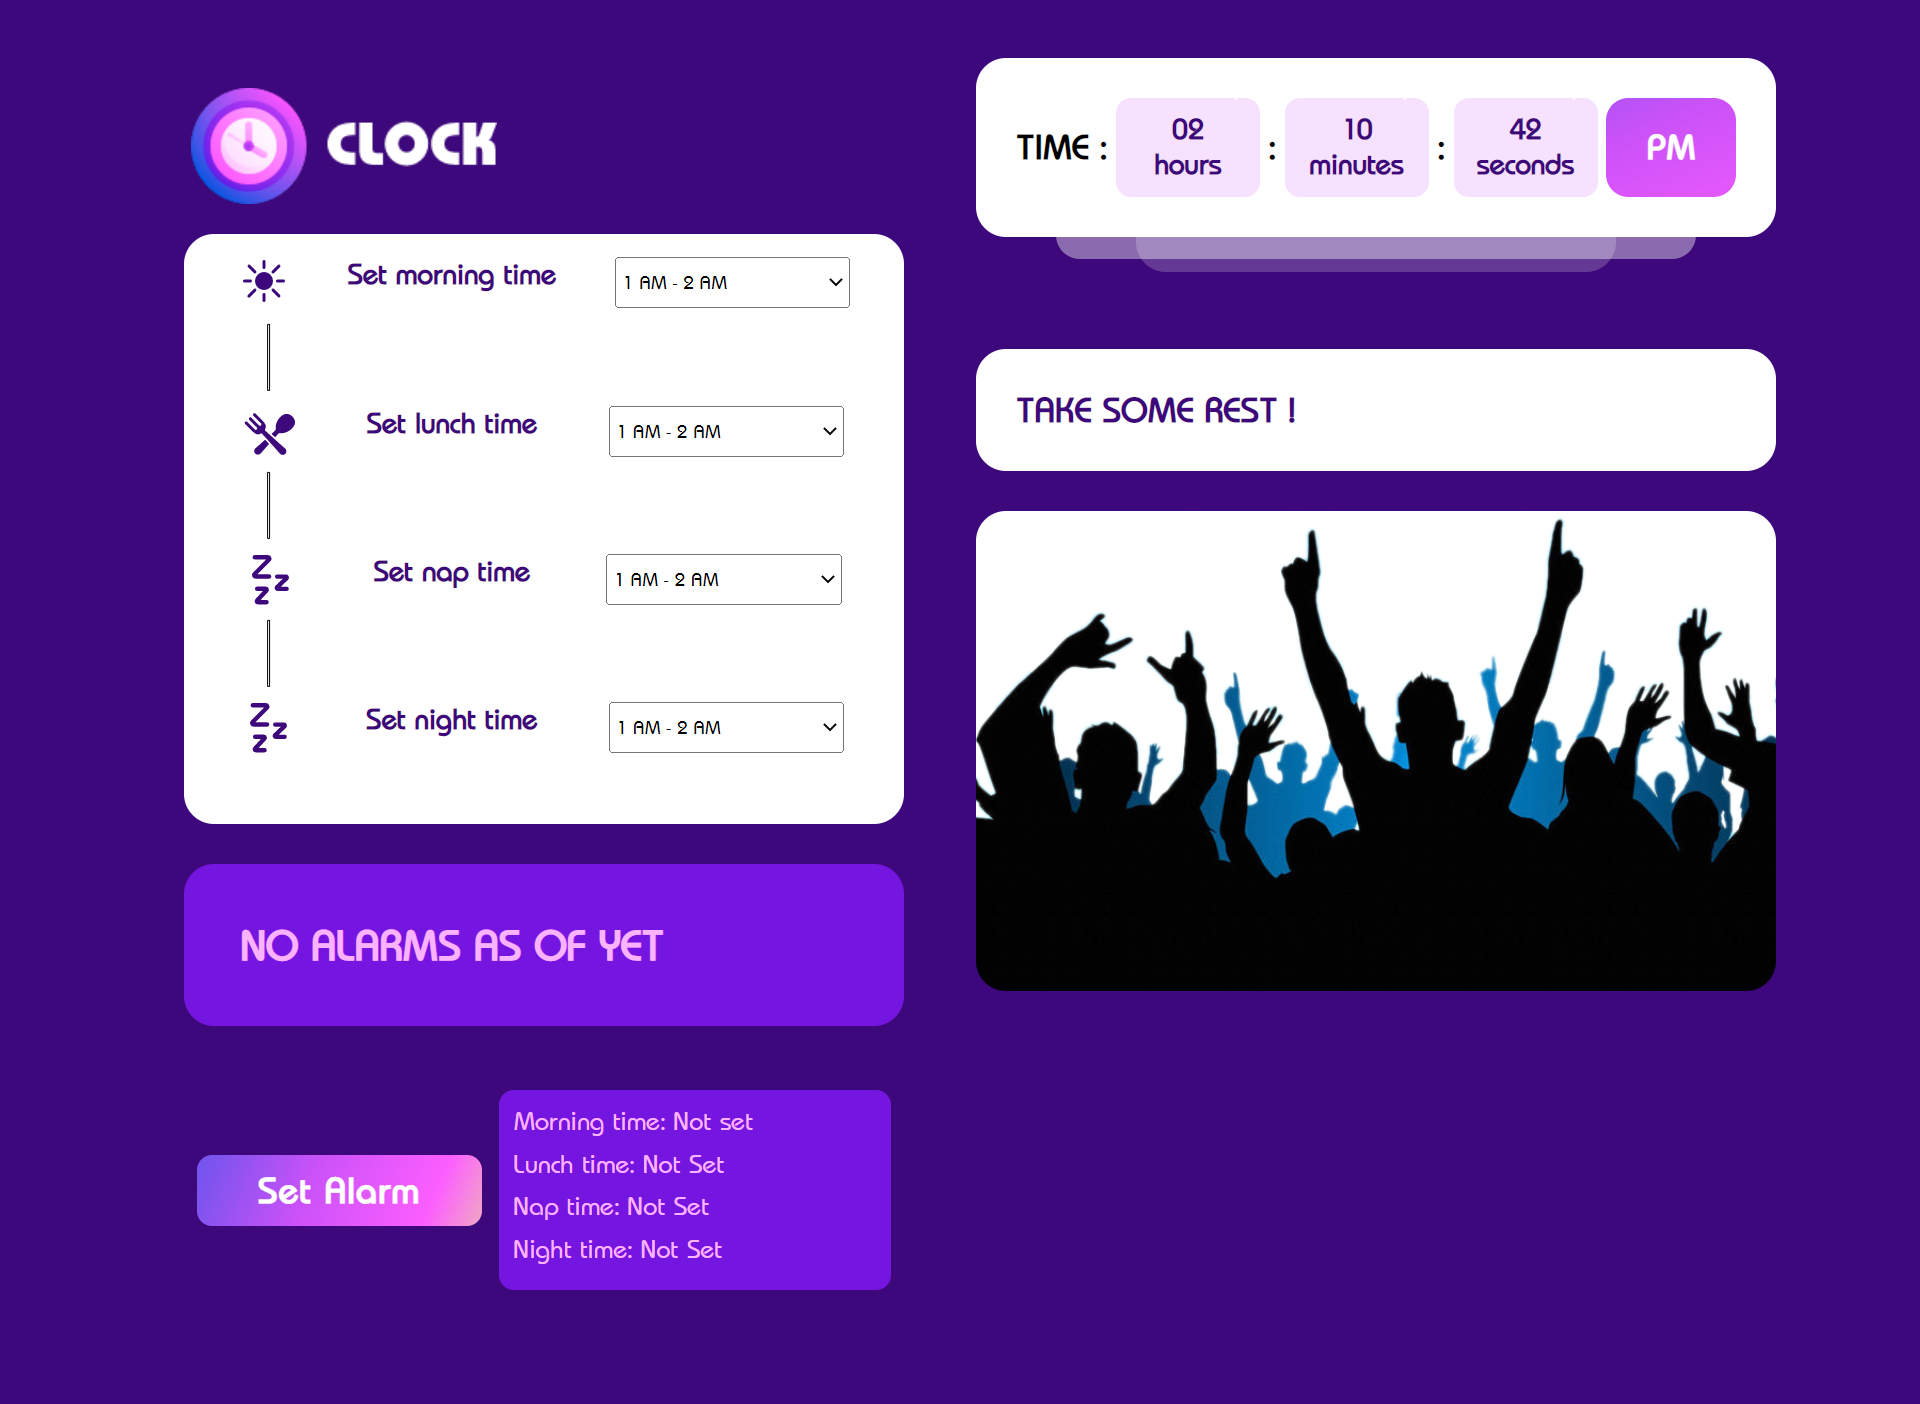 CLOCK
Set morning time
1 AM - 2 AM
Set lunch time
1 AM - 2 AM
Set nap time
1 AM - 2 AM
Set night time
1 AM - 2 AM
NO ALARMS AS OF YET
Set Alarm
Morning time: Not set
Lunch time: Not Set
Nap time: Not Set
Night time: Not Set
TIME : 02 hours : 10 minutes : 42 seconds PM
TAKE SOME REST !